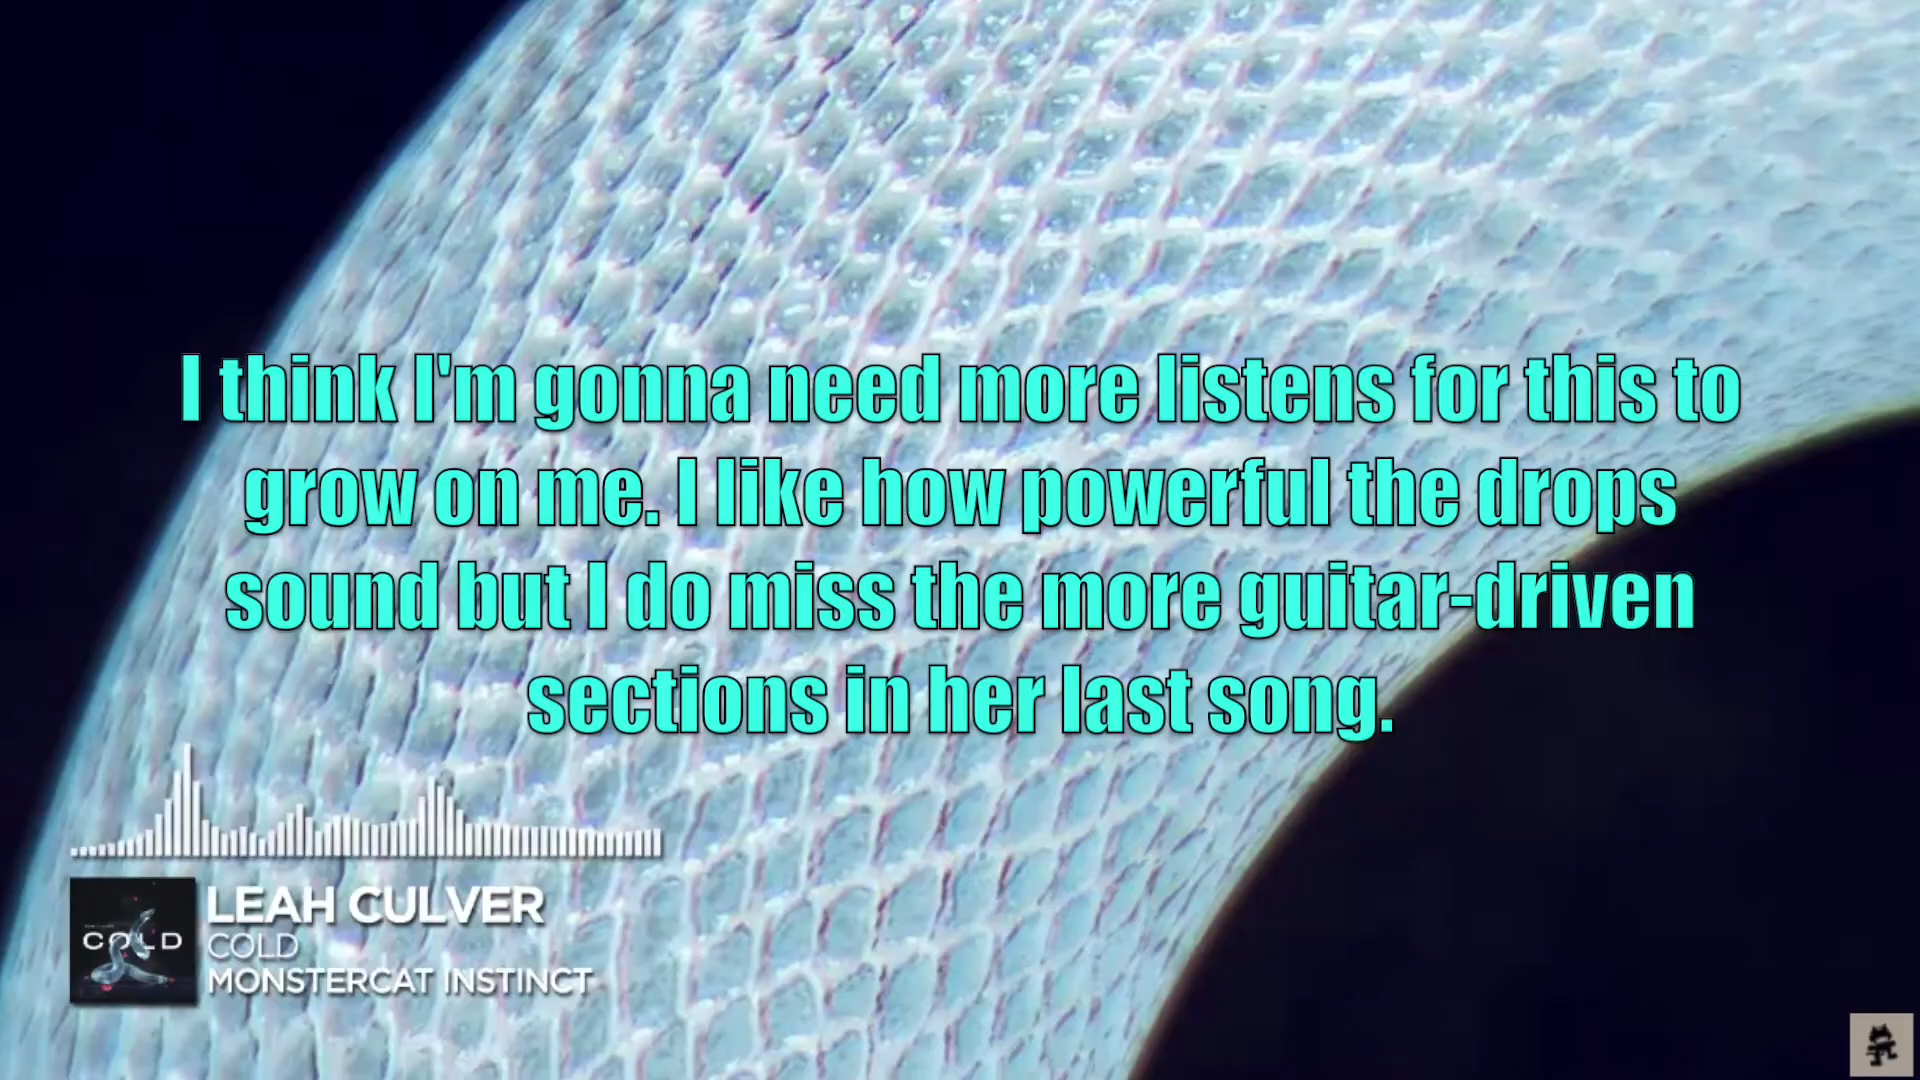 I think I'm gonna need more listens for this to
grow on me. I like how powerful the drops
sound but I do miss the more guitar-driven
sections in her last song.
LEAH CULVER
COLD
COLD
MONSTERCAT INSTINCT